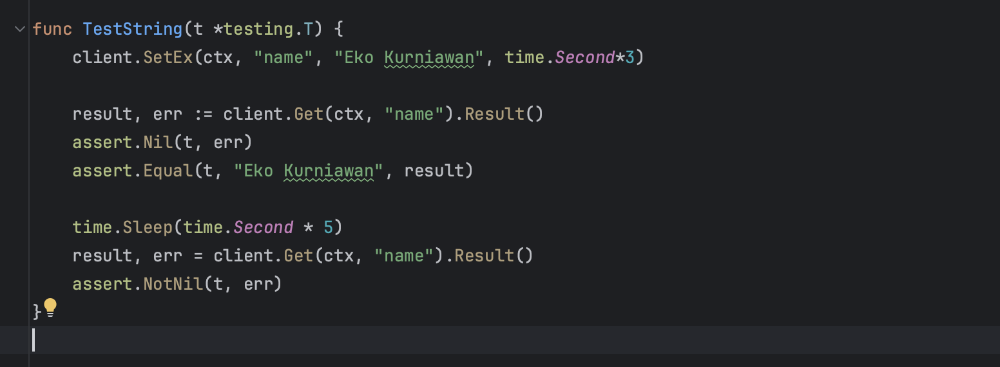 func TestString(t *testing.T) {
    client.SetEx(ctx, "name", "Eko Kurniawan", time.Second*3)

    result, err := client.Get(ctx, "name").Result()
    assert.Nil(t, err)
    assert.Equal(t, "Eko Kurniawan", result)

    time.Sleep(time.Second * 5)
    result, err = client.Get(ctx, "name").Result()
    assert.NotNil(t, err)
}